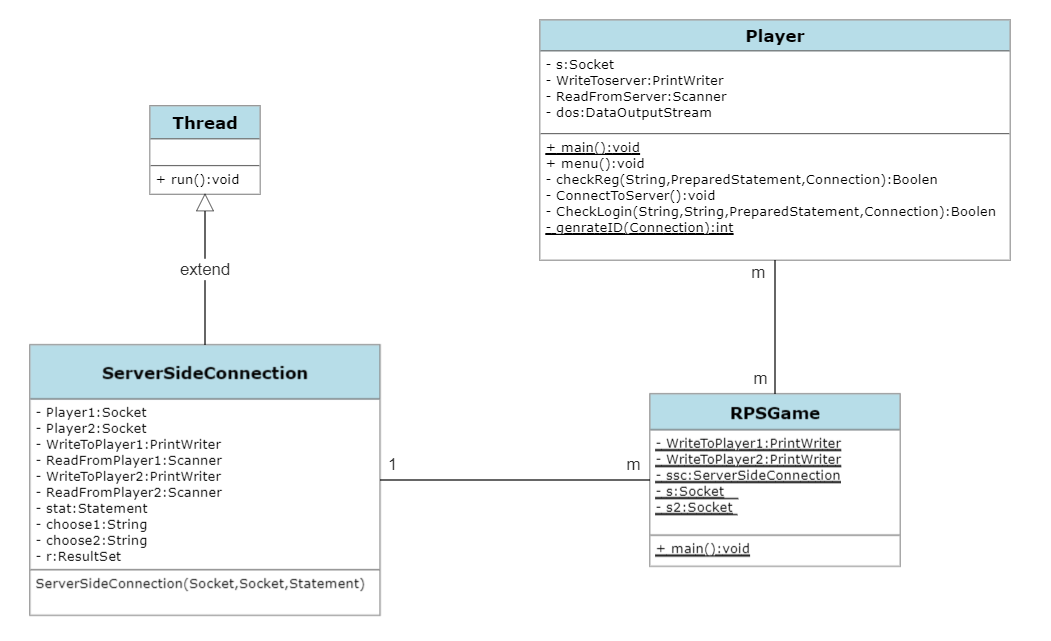 Player
- s:Socket
- WriteToserver:PrintWriter
- ReadFromServer:Scanner
- dos:DataOutputStream
+ main():void
+ menu():void
- checkReg(String,PreparedStatement,Connection):Boolen
- ConnectToServer():void
- CheckLogin(String,String,PreparedStatement,Connection):Boolen
- genrateID(Connection):int
Thread
+ run():void
extend
m
m
ServerSideConnection
- Player1:Socket
- Player2:Socket
- WriteToPlayer1:PrintWriter
- ReadFromPlayer1:Scanner
- WriteToPlayer2:PrintWriter
- ReadFromPlayer2:Scanner
- stat:Statement
- choose1:String
- choose2:String
- r:ResultSet
ServerSideConnection(Socket,Socket,Statement)
1
m
RPSGame
- WriteToPlayer1:PrintWriter
- WriteToPlayer2:PrintWriter
- ssc:ServerSideConnection
- s:Socket
- s2:Socket
+ main():void